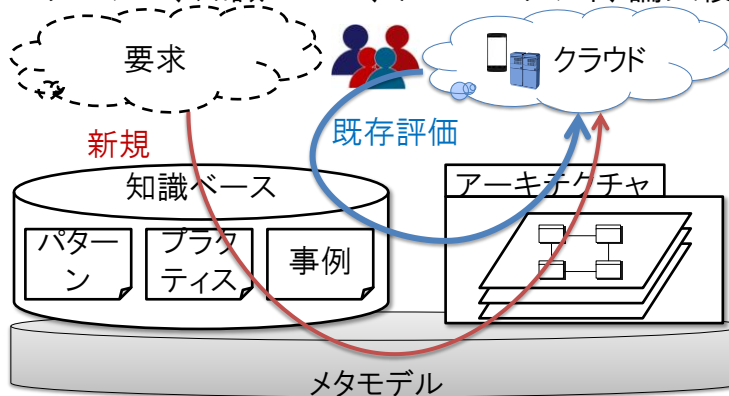 要求
クラウド
新規
既存評価
知識ベース
アーキテクチャ
パター
ン
プラク
ティス
事例
メタモデル